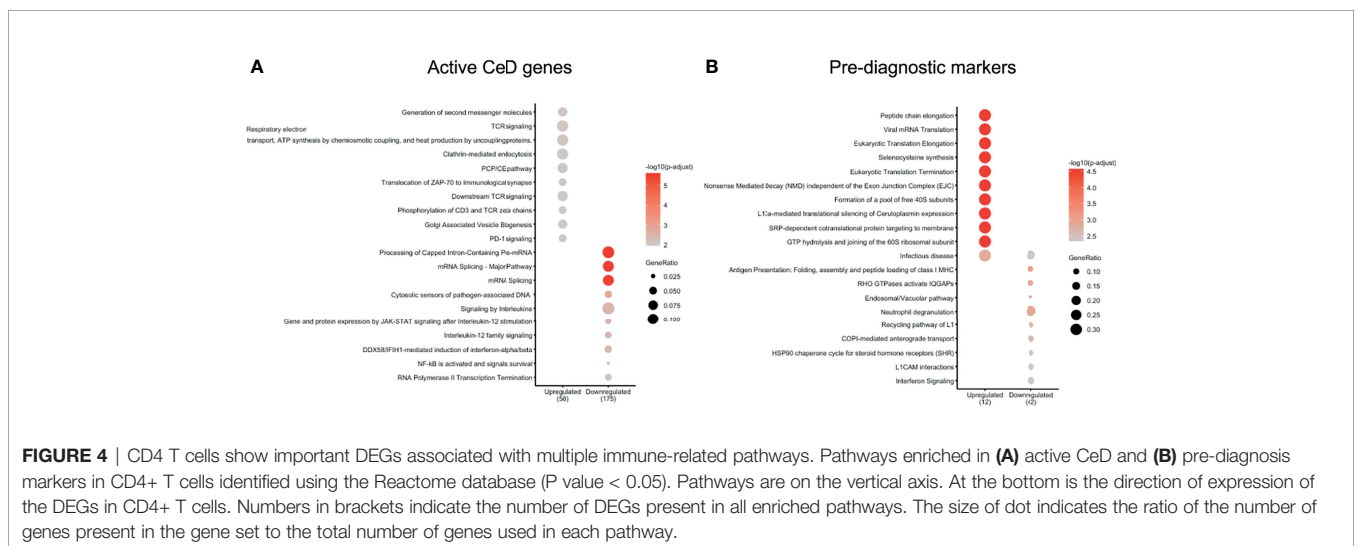 A
Active CeD genes
Generation of second messenger molecules
TCR signaling
Respiratory electron
transport, ATP synthesis by chemiosmotic coupling, and heat production by uncoupling proteins.
Clathrin-mediated endocytosis
PCP/CE pathway
Translocation of ZAP-70 to Immunological synapse
Downstream TCR signaling
Phosphorylation of CD3 and TCR zeta chains
Golgi Associated Vesicle Biogenesis
PD-1 signaling
Processing of Capped Intron-Containing Pre-mRNA
mRNA Splicing - Major Pathway
mRNA Splicing
Cytosolic sensors of pathogen-associated DNA
Signaling by Interleukins
Gene and protein expression by JAK-STAT signaling after Interleukin-12 stimulation
Interleukin-12 family signaling
DDX58/IFIH1-mediated induction of interferon-alpha/beta
NF-kB is activated and signals survival
RNA Polymerase II Transcription Termination
Upregulated
(58)
Downregulated
(175)
-log10(p-adjust)
5
4
3
2
GeneRatio
0.025
0.050
0.075
0.100
B
Pre-diagnostic markers
Peptide chain elongation
Viral mRNA Translation
Eukaryotic Translation Elongation
Selenocysteine synthesis
Eukaryotic Translation Termination
Nonsense Mediated Decay (NMD) independent of the Exon Junction Complex (EJC)
Formation of a pool of free 40S subunits
L13a-mediated translational silencing of Ceruloplasmin expression
SRP-dependent cotranslational protein targeting to membrane
GTP hydrolysis and joining of the 60S ribosomal subunit
Infectious disease
Antigen Presentation: Folding, assembly and peptide loading of class I MHC
RHO GTPases activate IQGAPs
Endosomal/Vacuolar pathway
Neutrophil degranulation
Recycling pathway of L1
COPI-mediated anterograde transport
HSP90 chaperone cycle for steroid hormone receptors (SHR)
L1CAM interactions
Interferon Signaling
Upregulated
(12)
Downregulated
(42)
-log10(p-adjust)
4.5
4.0
3.5
3.0
2.5
GeneRatio
0.10
0.15
0.20
0.25
0.30
FIGURE 4 | CD4 T cells show important DEGs associated with multiple immune-related pathways. Pathways enriched in (A) active CeD and (B) pre-diagnosis
markers in CD4+ T cells identified using the Reactome database (P value < 0.05). Pathways are on the vertical axis. At the bottom is the direction of expression of
the DEGs in CD4+ T cells. Numbers in brackets indicate the number of DEGs present in all enriched pathways. The size of dot indicates the ratio of the number of
genes present in the gene set to the total number of genes used in each pathway.